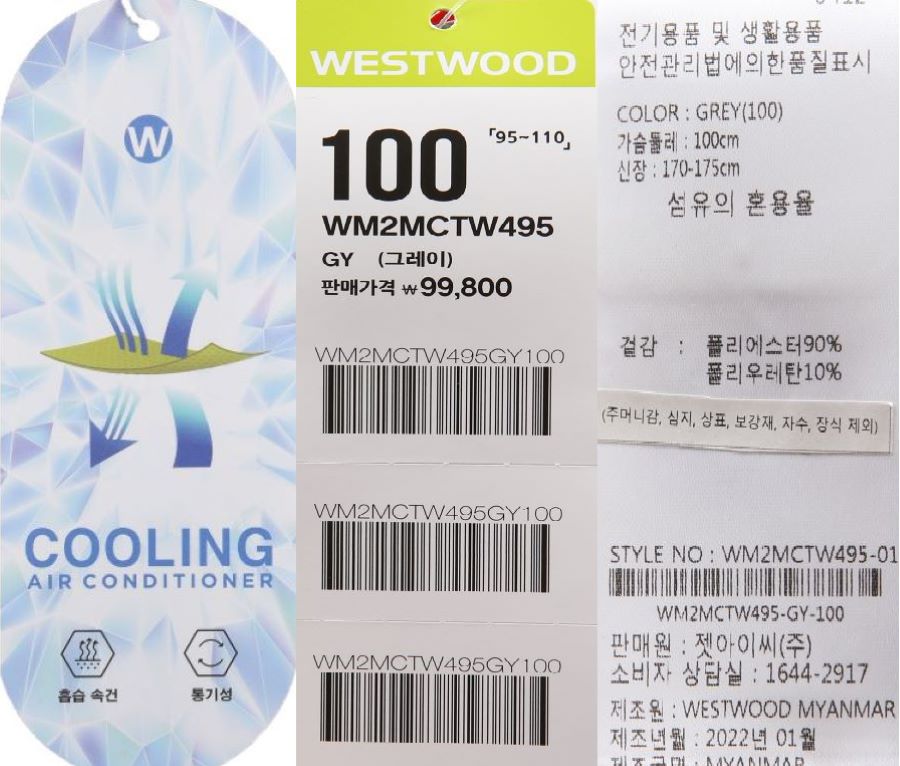 W
COOLING
AIR CONDITIONER
흡습 속건
통기성
WESTWOOD
100 「95~110」
WM2MCTW495
GY (그레이)
판매가격 ₩99,800
WM2MCTW495GY100
WM2MCTW495GY100
WM2MCTW495GY100
전기용품 및 생활용품
안전관리법에의한품질표시
COLOR : GREY(100)
가슴둘레 : 100cm
신장 : 170-175cm
섬유의 혼용율
겉감 : 폴리에스터90%
폴리우레탄10%
(주머니감, 심지, 상표, 보강재, 자수, 장식 제외)
STYLE NO : WM2MCTW495-01
WM2MCTW495-GY-100
판매원 : 젯아이씨(주)
소비자 상담실 : 1644-2917
제조원 : WESTWOOD MYANMAR
제조년월 : 2022년 01월
제조국명 : MYANMAR